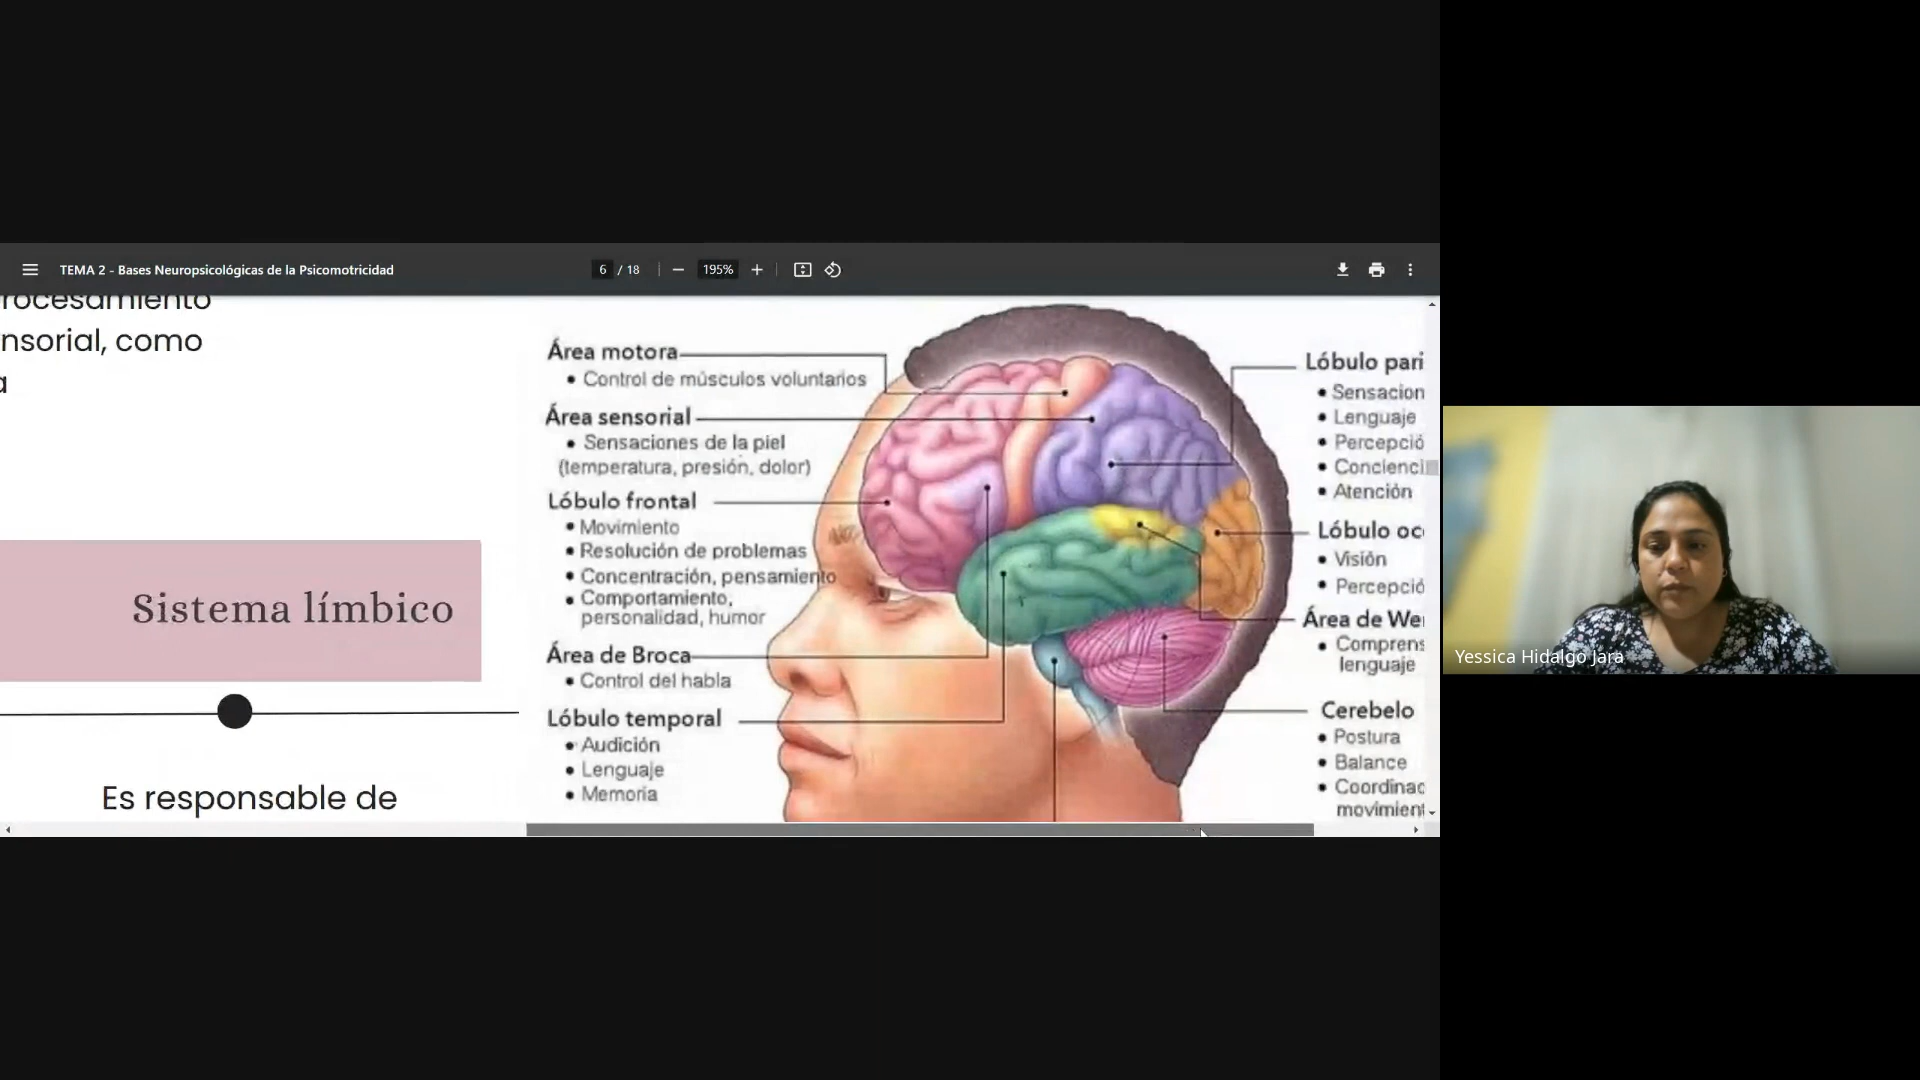 TEMA 2 - Bases Neuropsicológicas de la Psicomotricidad
6 / 18
195%
rocesamiento
nsorial, como
a
Sistema límbico
Es responsable de
Área motora
• Control de músculos voluntarios
Área sensorial
• Sensaciones de la piel
(temperatura, presión, dolor)
Lóbulo frontal
• Movimiento
• Resolución de problemas
• Concentración, pensamiento
• Comportamiento,
personalidad, humor
Área de Broca
• Control del habla
Lóbulo temporal
• Audición
• Lenguaje
• Memoria
Lóbulo pari
• Sensacion
• Lenguaje
• Percepció
• Concienci
• Atención
Lóbulo oc
• Visión
• Percepció
Área de We
• Comprens
lenguaje
Cerebelo
• Postura
• Balance
• Coordinac
movimient
Yessica Hidalgo Jara